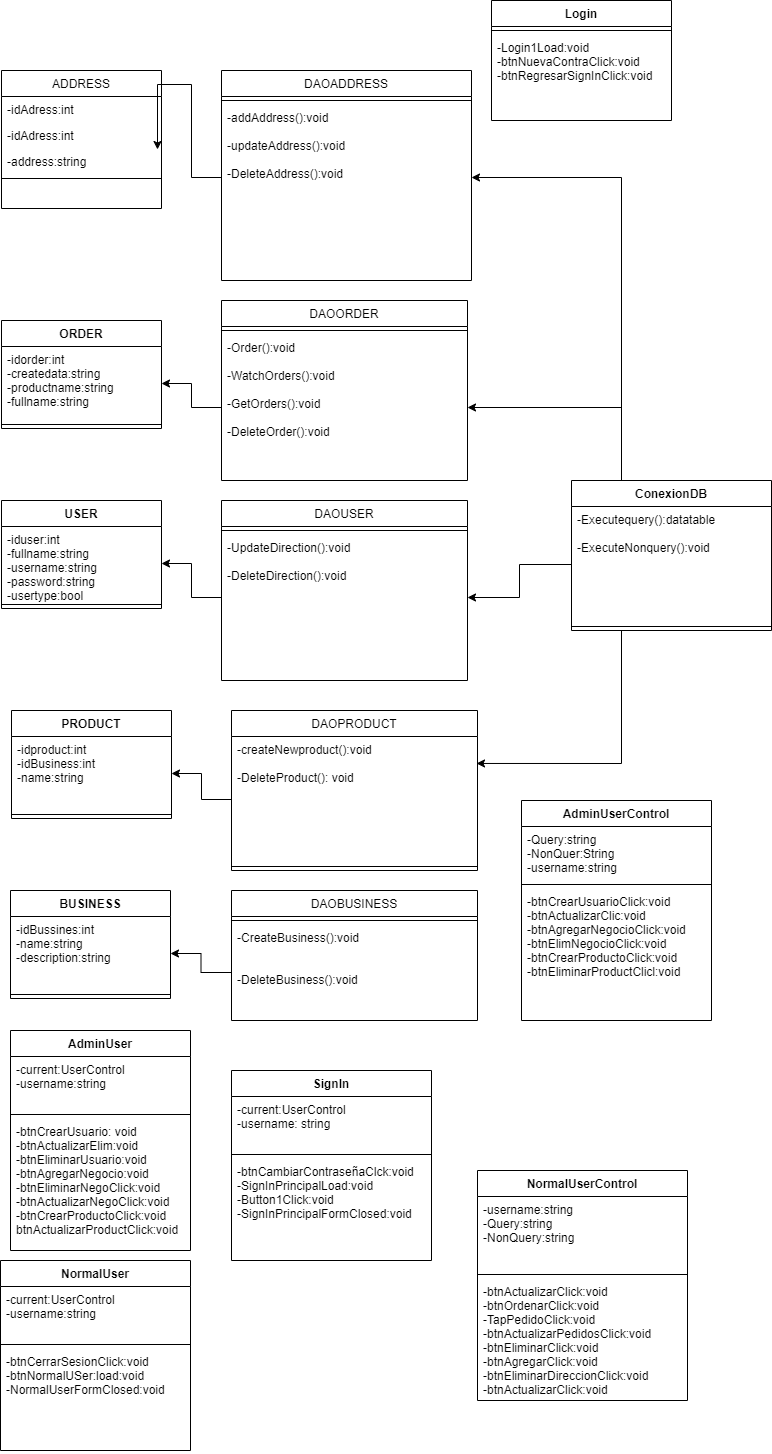 Login
-Login1Load:void
-btnNuevaContraClick:void
-btnRegresarSignInClick:void
ADDRESS
-idAdress:int
-idAdress:int
-address:string
DAOADDRESS
-addAddress():void
-updateAddress():void
-DeleteAddress():void
ORDER
-idorder:int
-createdata:string
-productname:string
-fullname:string
DAOORDER
-Order():void
-WatchOrders():void
-GetOrders():void
-DeleteOrder():void
USER
-iduser:int
-fullname:string
-username:string
-password:string
-usertype:bool
DAOUSER
-UpdateDirection():void
-DeleteDirection():void
ConexionDB
-Executequery():datatable
-ExecuteNonquery():void
PRODUCT
-idproduct:int
-idBusiness:int
-name:string
DAOPRODUCT
-createNewproduct():void
-DeleteProduct(): void
AdminUserControl
-Query:string
-NonQuer:String
-username:string
-btnCrearUsuarioClick:void
-btnActualizarClic:void
-btnAgregarNegocioClick:void
-btnElimNegocioClick:void
-btnCrearProductoClick:void
-btnEliminarProductClicl:void
BUSINESS
-idBussines:int
-name:string
-description:string
DAOBUSINESS
-CreateBusiness():void
-DeleteBusiness():void
AdminUser
-current:UserControl
-username:string
-btnCrearUsuario: void
-btnActualizarElim:void
-btnEliminarUsuario:void
-btnAgregarNegocio:void
-btnEliminarNegoClick:void
-btnActualizarNegoClick:void
-btnCrearProductoClick:void
btnActualizarProductClick:void
SignIn
-current:UserControl
-username: string
-btnCambiarContraseñaClck:void
-SignInPrincipalLoad:void
-Button1Click:void
-SignInPrincipalFormClosed:void
NormalUserControl
-username:string
-Query:string
-NonQuery:string
-btnActualizarClick:void
-btnOrdenarClick:void
-TapPedidoClick:void
-btnActualizarPedidosClick:void
-btnEliminarClick:void
-btnAgregarClick:void
-btnEliminarDireccionClick:void
-btnActualizarClick:void
NormalUser
-current:UserControl
-username:string
-btnCerrarSesionClick:void
-btnNormalUSer:load:void
-NormalUserFormClosed:void